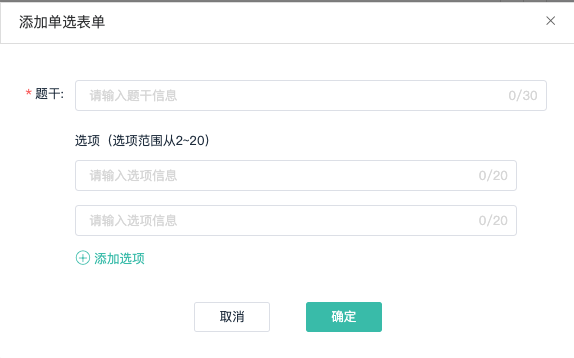 添加单选表单
* 题干: 请输入题干信息 0/30
选项（选项范围从2~20）
请输入选项信息 0/20
请输入选项信息 0/20
添加选项
取消 确定